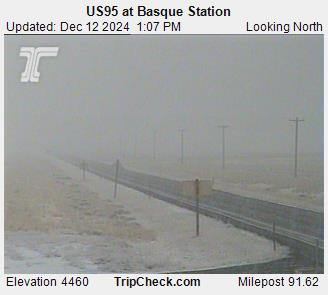 US95 at Basque Station
Updated: Dec 12 2024 1:07 PM Looking North
Elevation 4460 TripCheck.com Milepost 91.62